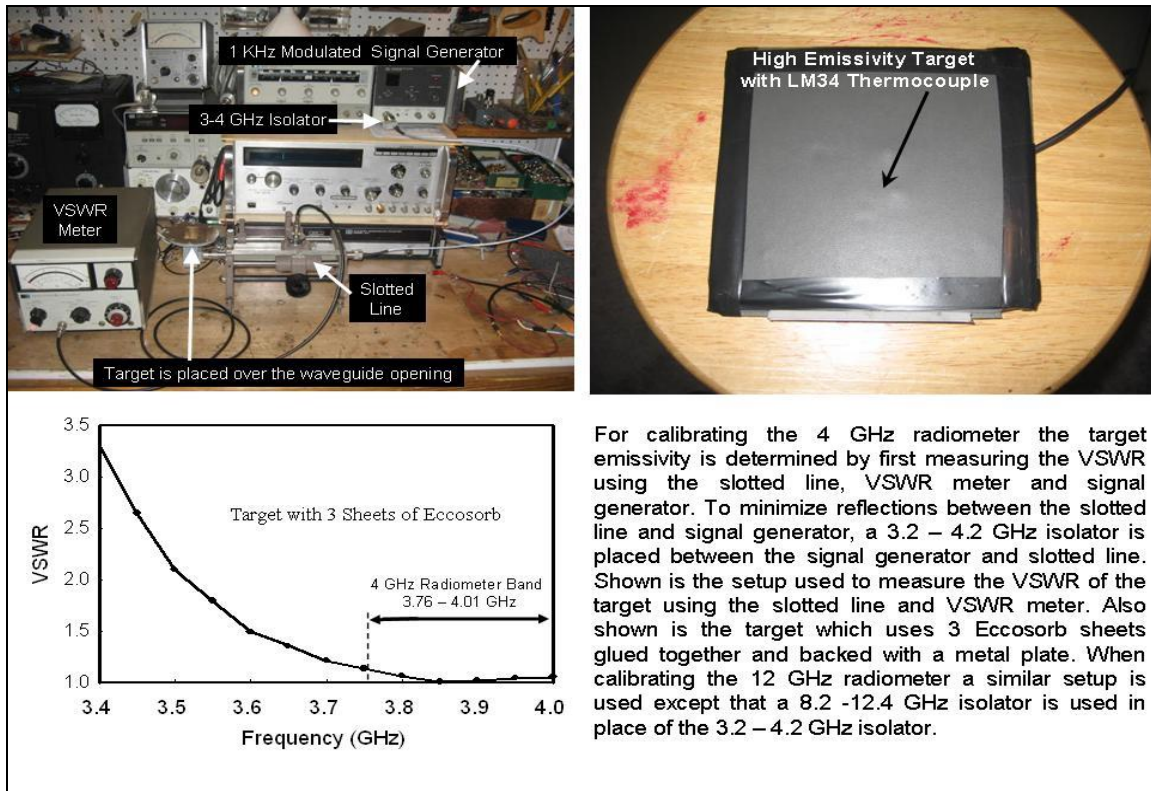 1 KHz Modulated Signal Generator
3-4 GHz Isolator
VSWR
Meter
Slotted
Line
Target is placed over the waveguide opening
High Emissivity Target
with LM34 Thermocouple
3.5
3.0
2.5
2.0
1.5
1.0
VSWR
Target with 3 Sheets of Eccosorb
4 GHz Radiometer Band
3.76 – 4.01 GHz
3.4 3.5 3.6 3.7 3.8 3.9 4.0
Frequency (GHz)
For calibrating the 4 GHz radiometer the target
emissivity is determined by first measuring the VSWR
using the slotted line, VSWR meter and signal
generator. To minimize reflections between the slotted
line and signal generator, a 3.2 – 4.2 GHz isolator is
placed between the signal generator and slotted line.
Shown is the setup used to measure the VSWR of the
target using the slotted line and VSWR meter. Also
shown is the target which uses 3 Eccosorb sheets
glued together and backed with a metal plate. When
calibrating the 12 GHz radiometer a similar setup is
used except that a 8.2 -12.4 GHz isolator is used in
place of the 3.2 – 4.2 GHz isolator.